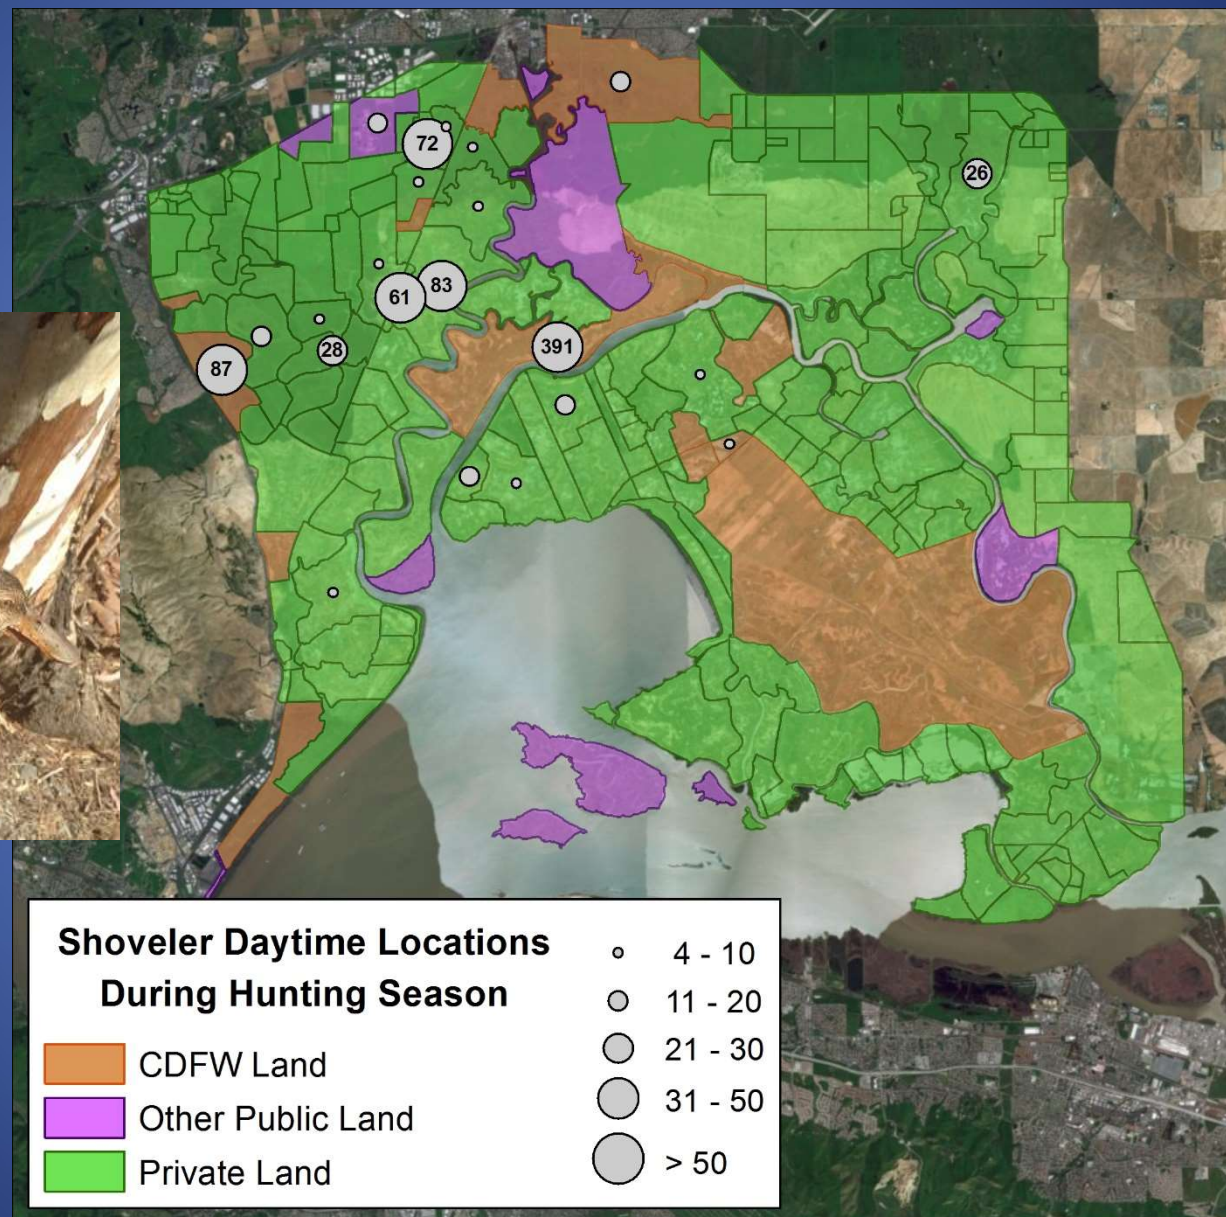 72
26
83
61
391
28
87
Shoveler Daytime Locations
During Hunting Season
CDFW Land
Other Public Land
Private Land
4 - 10
11 - 20
21 - 30
31 - 50
> 50